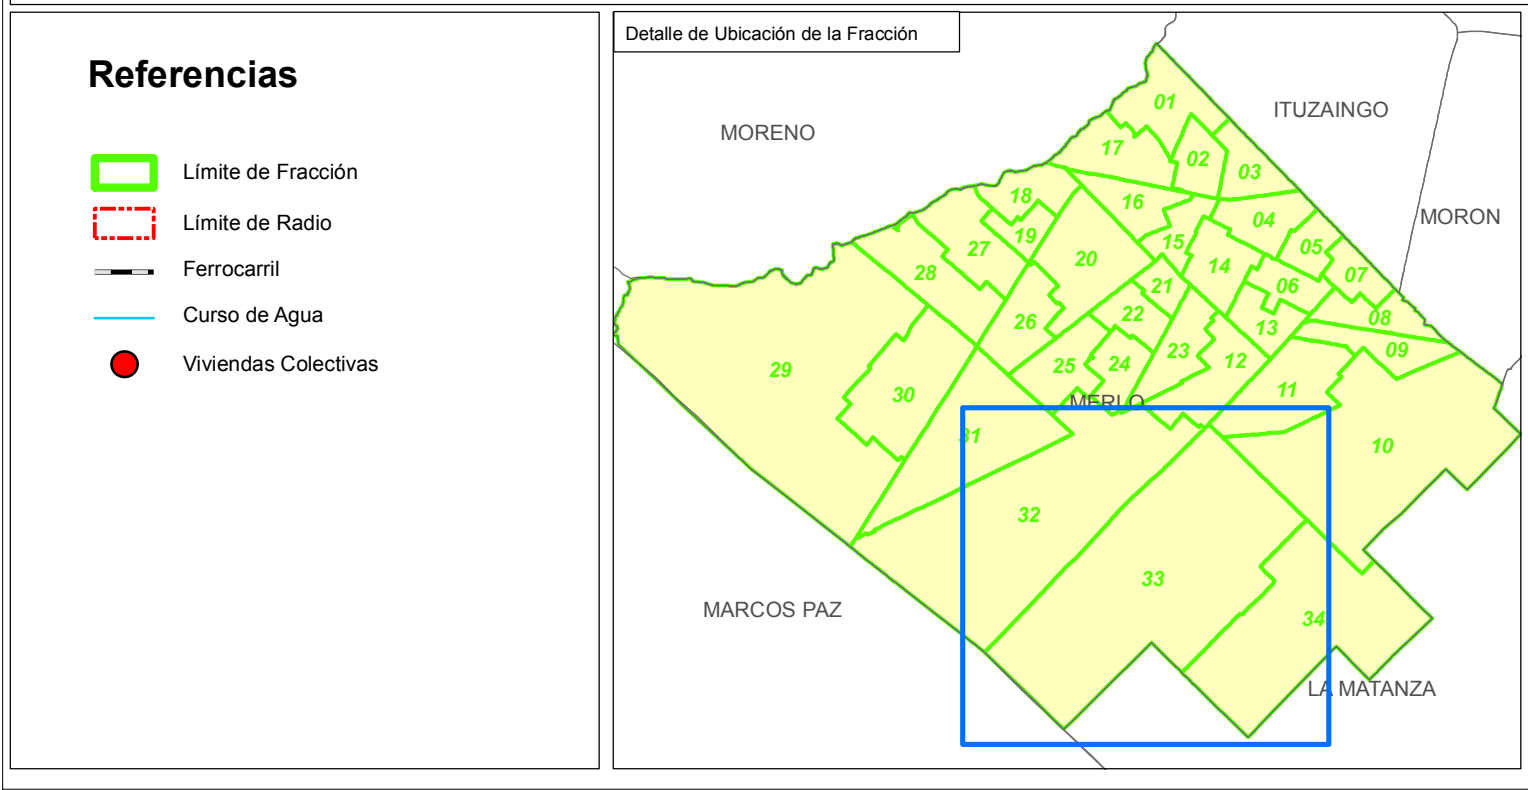 Referencias
Límite de Fracción
Límite de Radio
Ferrocarril
Curso de Agua
Viviendas Colectivas
Detalle de Ubicación de la Fracción
MORENO
ITUZAINGO
MORON
MERLO
MARCOS PAZ
LA MATANZA
01
17
02
03
18
16
04
19
15
05
27
20
14
07
28
21
06
26
22
13
08
29
25
24
23
12
09
30
11
31
10
32
33
34